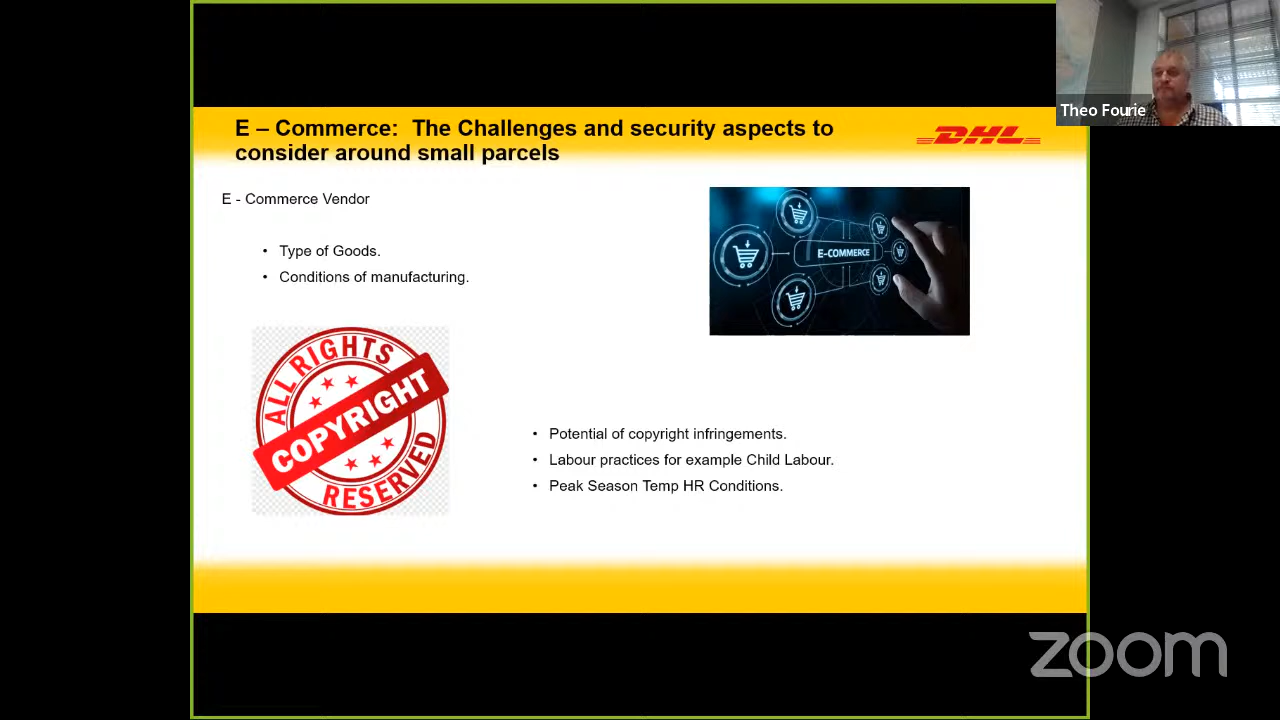 E – Commerce: The Challenges and security aspects to
consider around small parcels
DHL
Theo Fourie
E - Commerce Vendor
• Type of Goods.
• Conditions of manufacturing.
E-COMMERCE
ALL RIGHTS
COPYRIGHT
RESERVED
• Potential of copyright infringements.
• Labour practices for example Child Labour.
• Peak Season Temp HR Conditions.
zoom